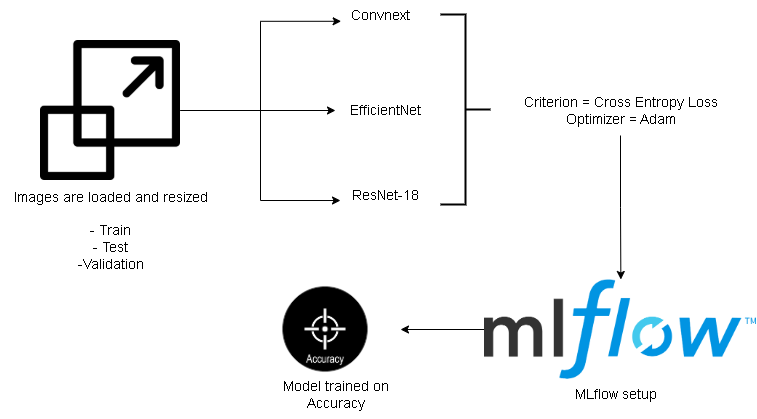 Convnext
EfficientNet
ResNet-18
Criterion = Cross Entropy Loss
Optimizer = Adam
Images are loaded and resized
- Train
- Test
-Validation
mlflow™
MLflow setup
Accuracy
Model trained on
Accuracy